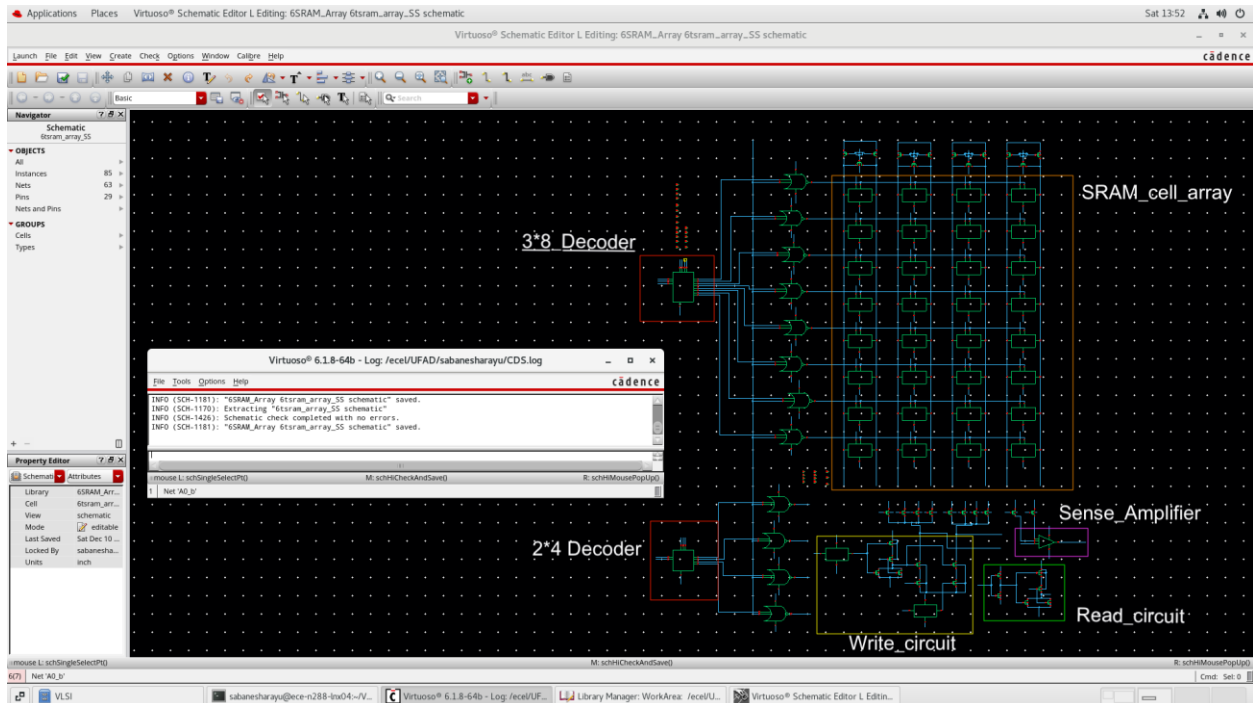 Applications Places Virtuoso® Schematic Editor L Editing: 6SRAM_Array 6tsram_array_SS schematic Sat 13:52
Virtuoso® Schematic Editor L Editing: 6SRAM_Array 6tsram_array_SS schematic
Launch File Edit View Create Check Options Window Calibre Help cādence
Basic Search
Navigator
Schematic
6tsram_array_SS
OBJECTS
All
Instances 85
Nets 63
Pins 29
Nets and Pins
GROUPS
Cells
Types
SRAM_cell_array
3*8_Decoder
Virtuoso® 6.1.8-64b - Log: /ecel/UFAD/sabanesharayu/CDS.log
File Tools Options Help cādence
INFO (SCH-1181): "6SRAM_Array 6tsram_array_SS schematic" saved.
INFO (SCH-1170): Extracting "6tsram_array_SS schematic"
INFO (SCH-1426): Schematic check completed with no errors.
INFO (SCH-1181): "6SRAM_Array 6tsram_array_SS schematic" saved.
mouse L: schSingleSelectPt() M: schHiCheckAndSave() R: schHiMousePopUp()
1 Net 'A0_b'
Property Editor
Schemati Attributes
Library 6SRAM_Arr...
Cell 6tsram_arr...
View schematic
Mode editable
Last Saved Sat Dec 10 ...
Locked By sabanesha...
Units inch
Sense_Amplifier
2*4 Decoder
Read_circuit
Write_circuit
mouse L: schSingleSelectPt() M: schHiCheckAndSave() R: schHiMousePopUp()
6(7) Net 'A0_b' Cmd: Sel: 0
VLSI sabanesharayu@ece-n288-lnx04:~/V... Virtuoso® 6.1.8-64b - Log: /ecel/UF... Library Manager: WorkArea: /ecel/U... Virtuoso® Schematic Editor L Editin...